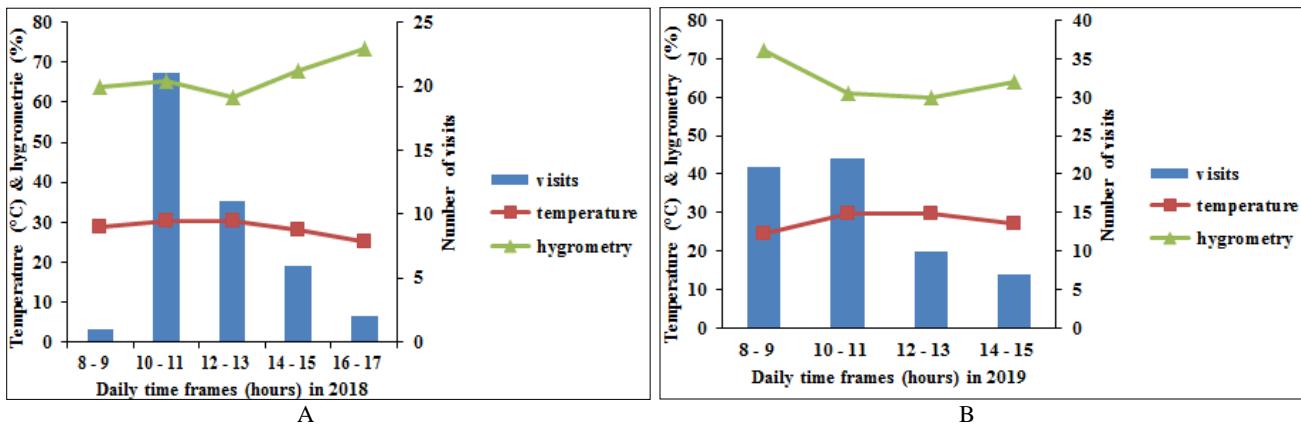 Temperature (°C) & hygrometrie (%)
80
70
60
50
40
30
20
10
0
25
20
15
10
5
0
Number of visits
8 - 9 10 - 11 12 - 13 14 - 15 16 - 17
Daily time frames (hours) in 2018
visits
temperature
hygrometry
A
Temperature (°C) & hygrometry (%)
80
70
60
50
40
30
20
10
0
40
35
30
25
20
15
10
5
0
Number of visits
8 - 9 10 - 11 12 - 13 14 - 15
Daily time frames (hours) in 2019
visits
temperature
hygrometry
B